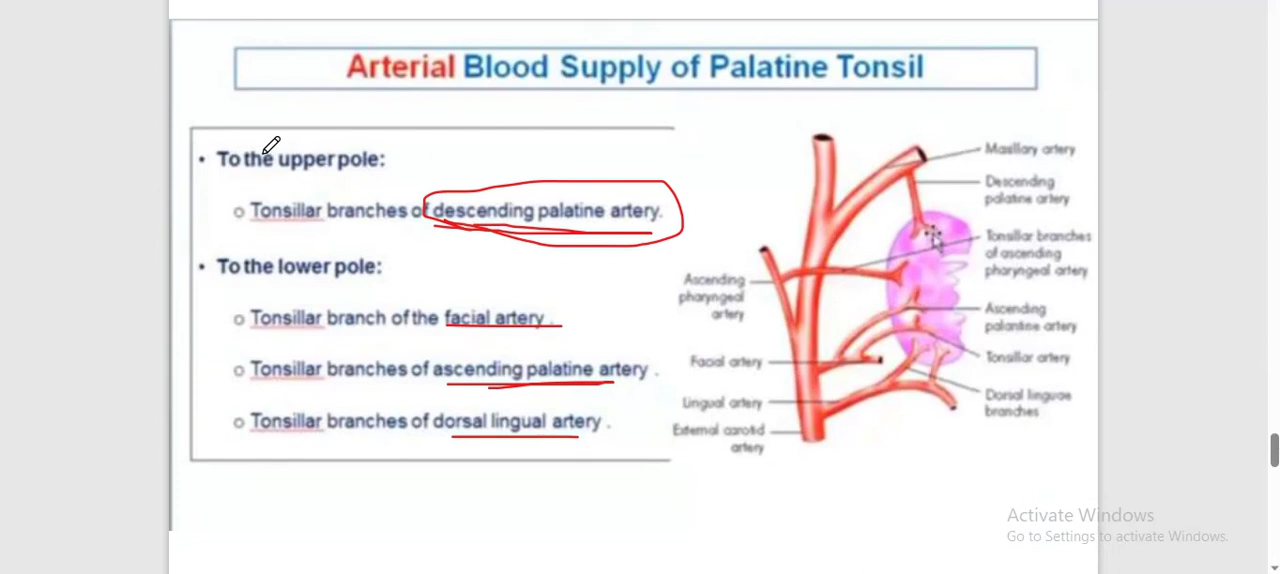 Arterial Blood Supply of Palatine Tonsil
• To the upper pole:
o Tonsillar branches of descending palatine artery.
• To the lower pole:
o Tonsillar branch of the facial artery .
o Tonsillar branches of ascending palatine artery .
o Tonsillar branches of dorsal lingual artery .
Maxillary artery
Descending
palatine artery
Tonsillar branches
of ascending
pharyngeal artery
Ascending
pharyngeal
artery
Ascending
palantine artery
Facial artery
Tonsillar artery
Lingual artery
Dorsal linguae
branches
External carotid
artery
Activate Windows
Go to Settings to activate Windows.